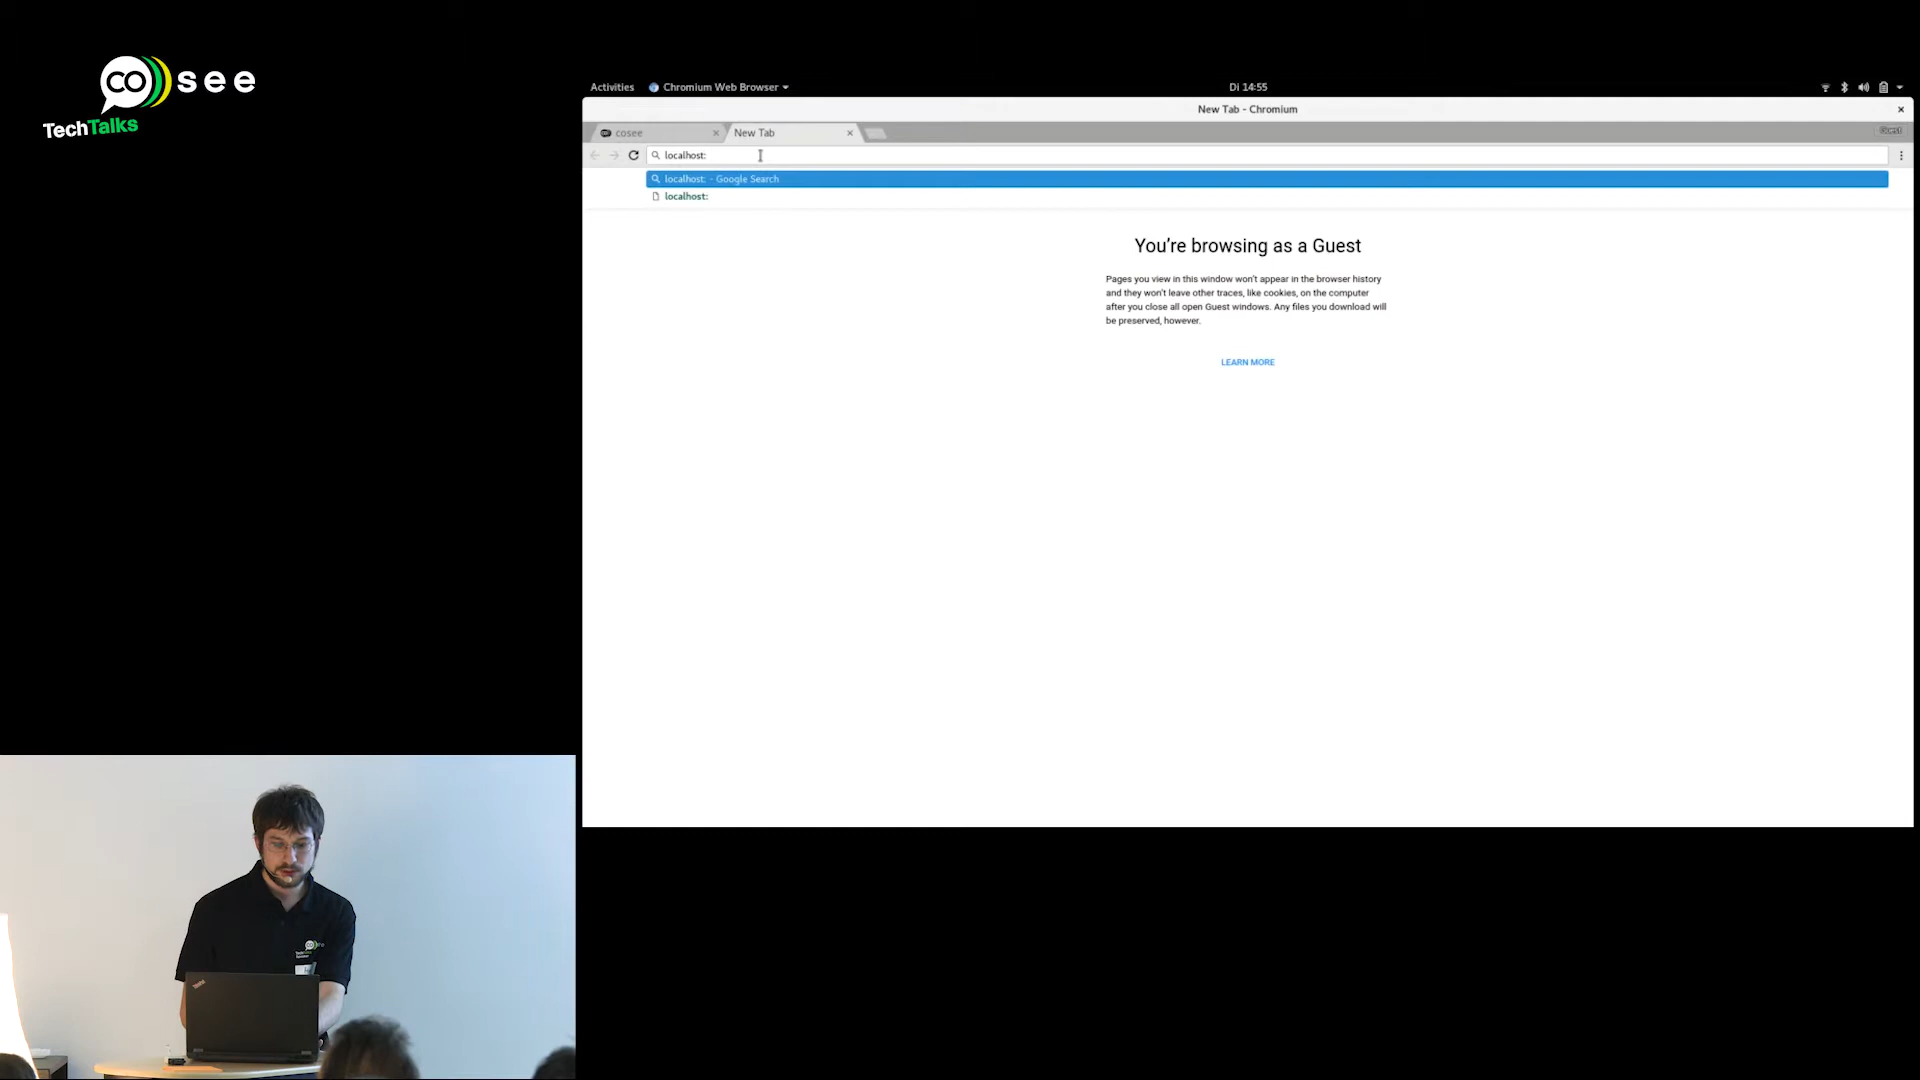 co see
TechTalks
Activities Chromium Web Browser Di 14:55
New Tab - Chromium
cosee New Tab Guest
localhost:
localhost: - Google Search
localhost:
You're browsing as a Guest
Pages you view in this window won't appear in the browser history
and they won't leave other traces, like cookies, on the computer
after you close all open Guest windows. Any files you download will
be preserved, however.
LEARN MORE